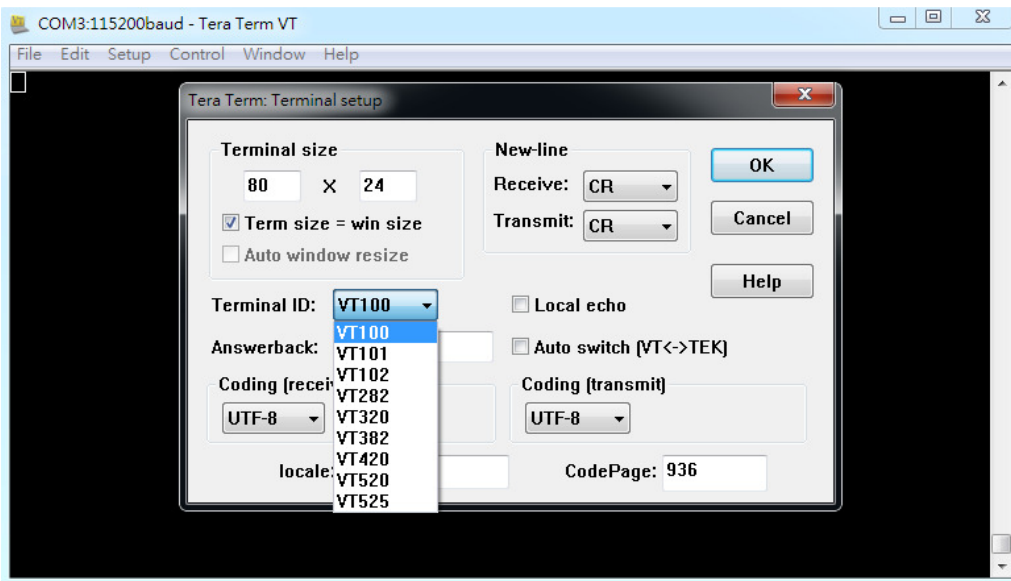 COM3:115200baud - Tera Term VT
File Edit Setup Control Window Help
Tera Term: Terminal setup
Terminal size
80 X 24
Term size = win size
Auto window resize
New-line
Receive: CR
Transmit: CR
OK
Cancel
Help
Terminal ID: VT100
VT100
VT101
VT102
VT282
VT320
VT382
VT420
VT520
VT525
Local echo
Answerback:
Auto switch (VT<->TEK)
Coding (recei
UTF-8
Coding (transmit)
UTF-8
locale:
CodePage: 936